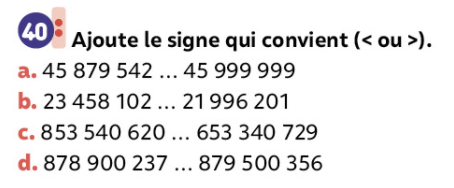 40 Ajoute le signe qui convient (< ou >).
a. 45 879 542 ... 45 999 999
b. 23 458 102 ... 21 996 201
c. 853 540 620 ... 653 340 729
d. 878 900 237 ... 879 500 356